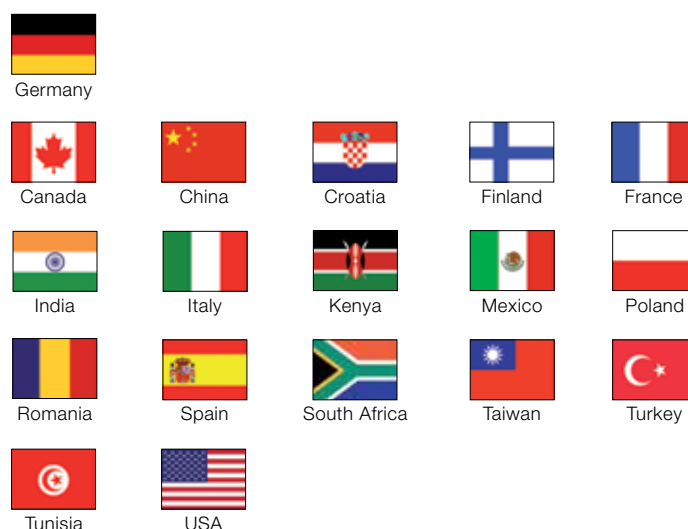 Germany
Canada China Croatia Finland France
India Italy Kenya Mexico Poland
Romania Spain South Africa Taiwan Turkey
Tunisia USA